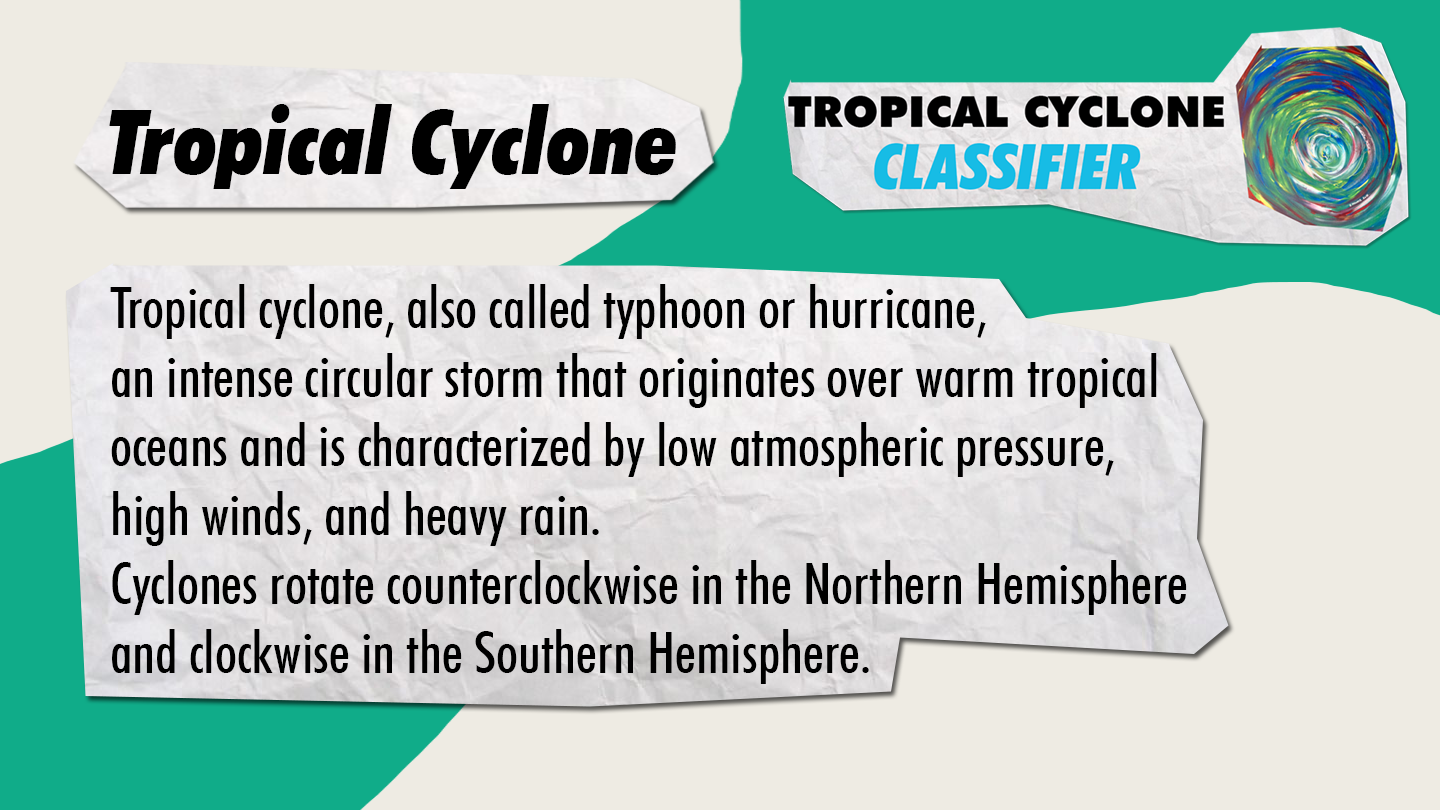 Tropical Cyclone
TROPICAL CYCLONE
CLASSIFIER
Tropical cyclone, also called typhoon or hurricane,
an intense circular storm that originates over warm tropical
oceans and is characterized by low atmospheric pressure,
high winds, and heavy rain.
Cyclones rotate counterclockwise in the Northern Hemisphere
and clockwise in the Southern Hemisphere.